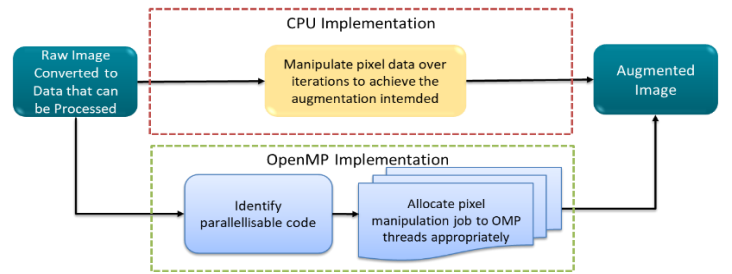 CPU Implementation
Raw Image
Converted to
Data that can
be Processed
Manipulate pixel data over
iterations to achieve the
augmentation intemded
Augmented
Image
OpenMP Implementation
Identify
parallellisable code
Allocate pixel
manipulation job to OMP
threads appropriately